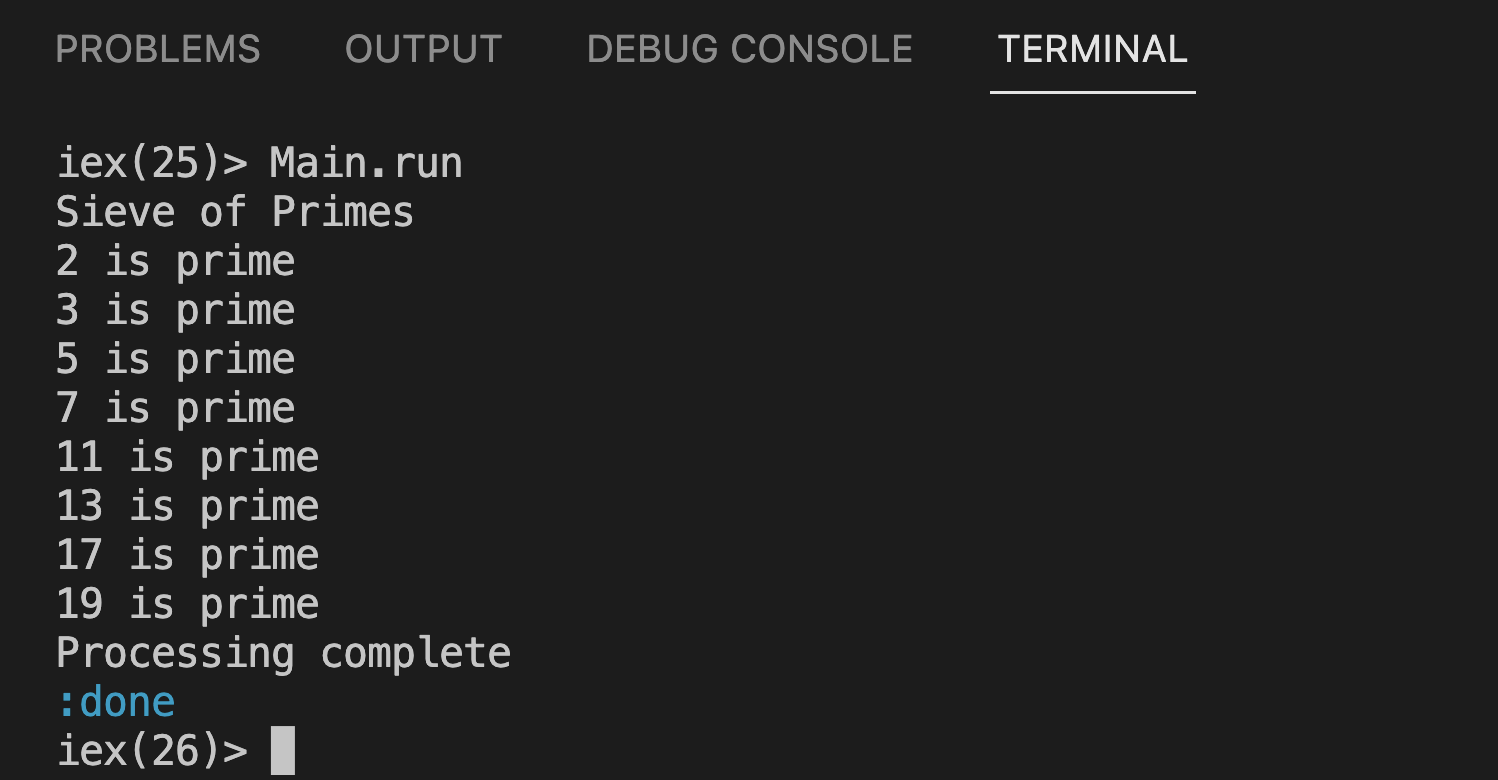 PROBLEMS OUTPUT DEBUG CONSOLE TERMINAL
iex(25)> Main.run
Sieve of Primes
2 is prime
3 is prime
5 is prime
7 is prime
11 is prime
13 is prime
17 is prime
19 is prime
Processing complete
:done
iex(26)>